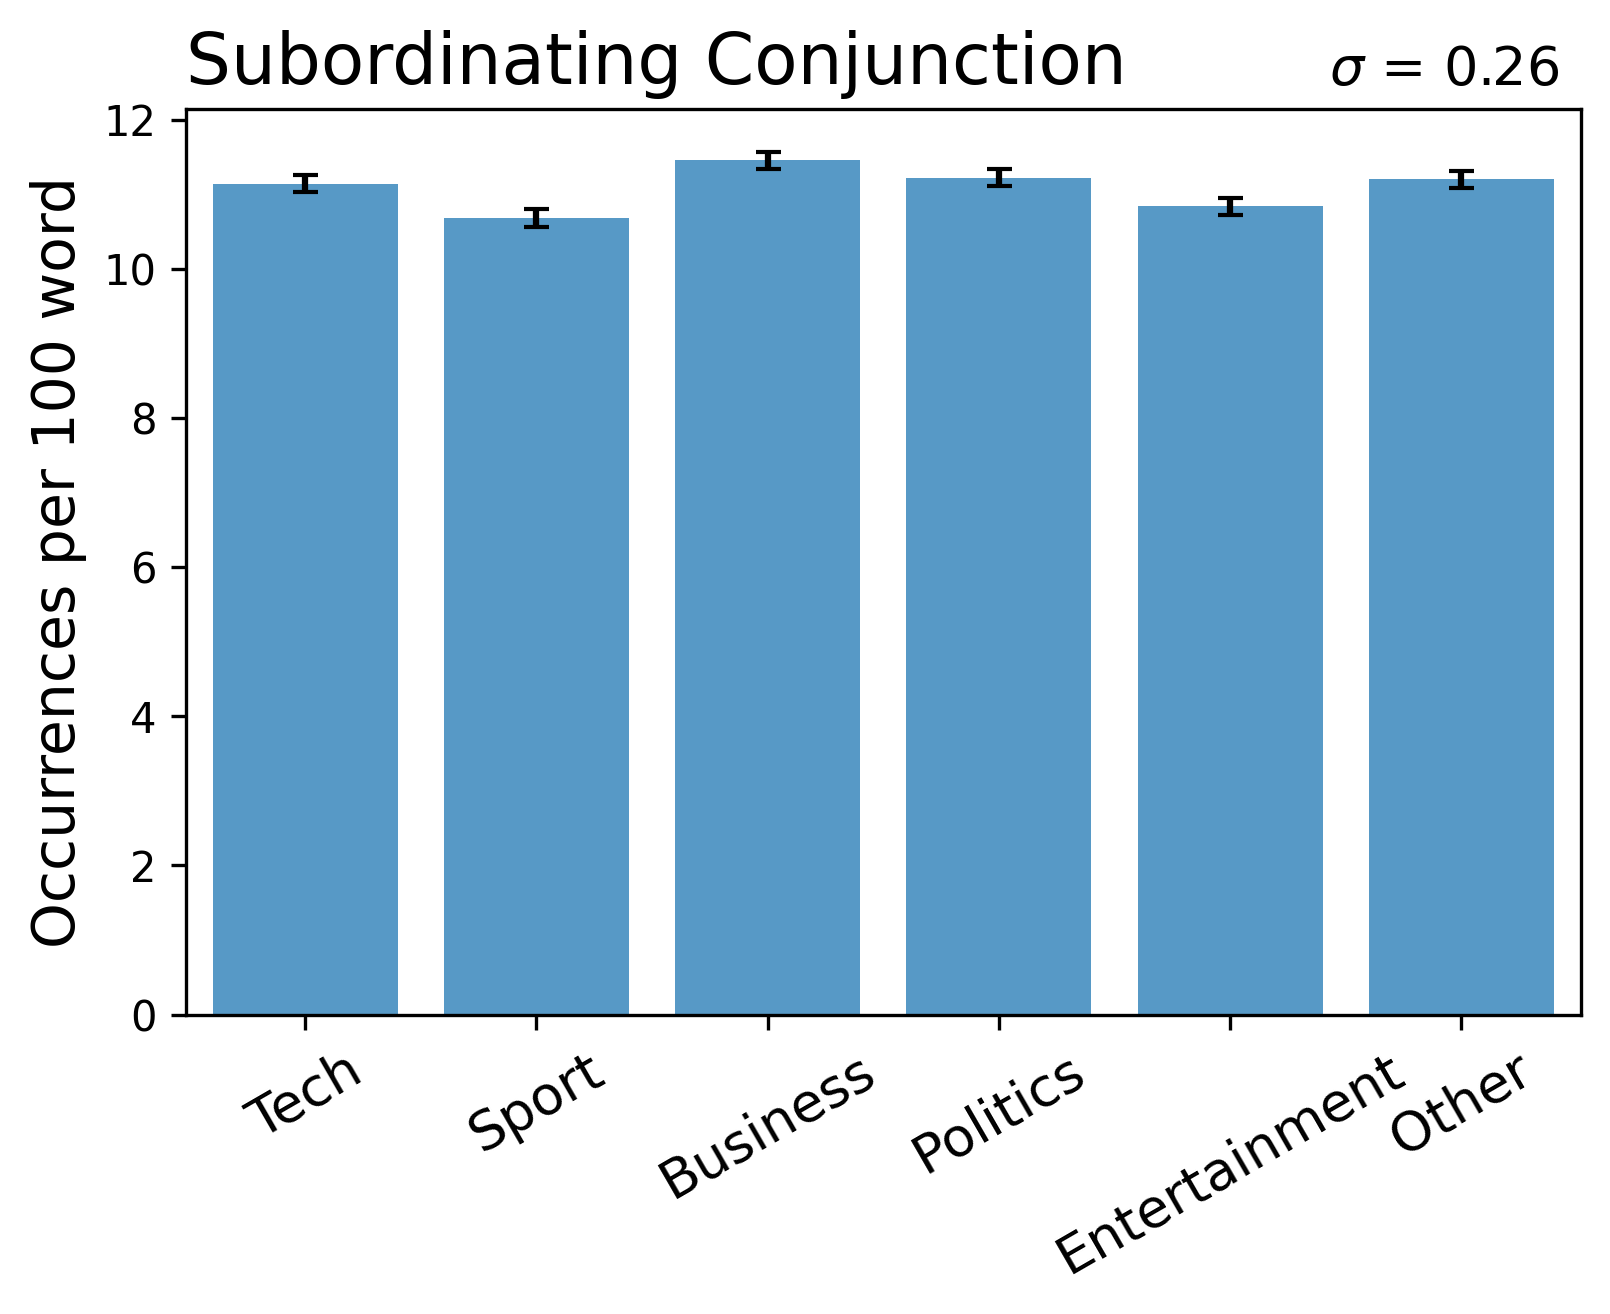 Subordinating Conjunction
σ = 0.26
Occurrences per 100 word
12
10
8
6
4
2
0
Tech
Sport
Business
Politics
Entertainment
Other